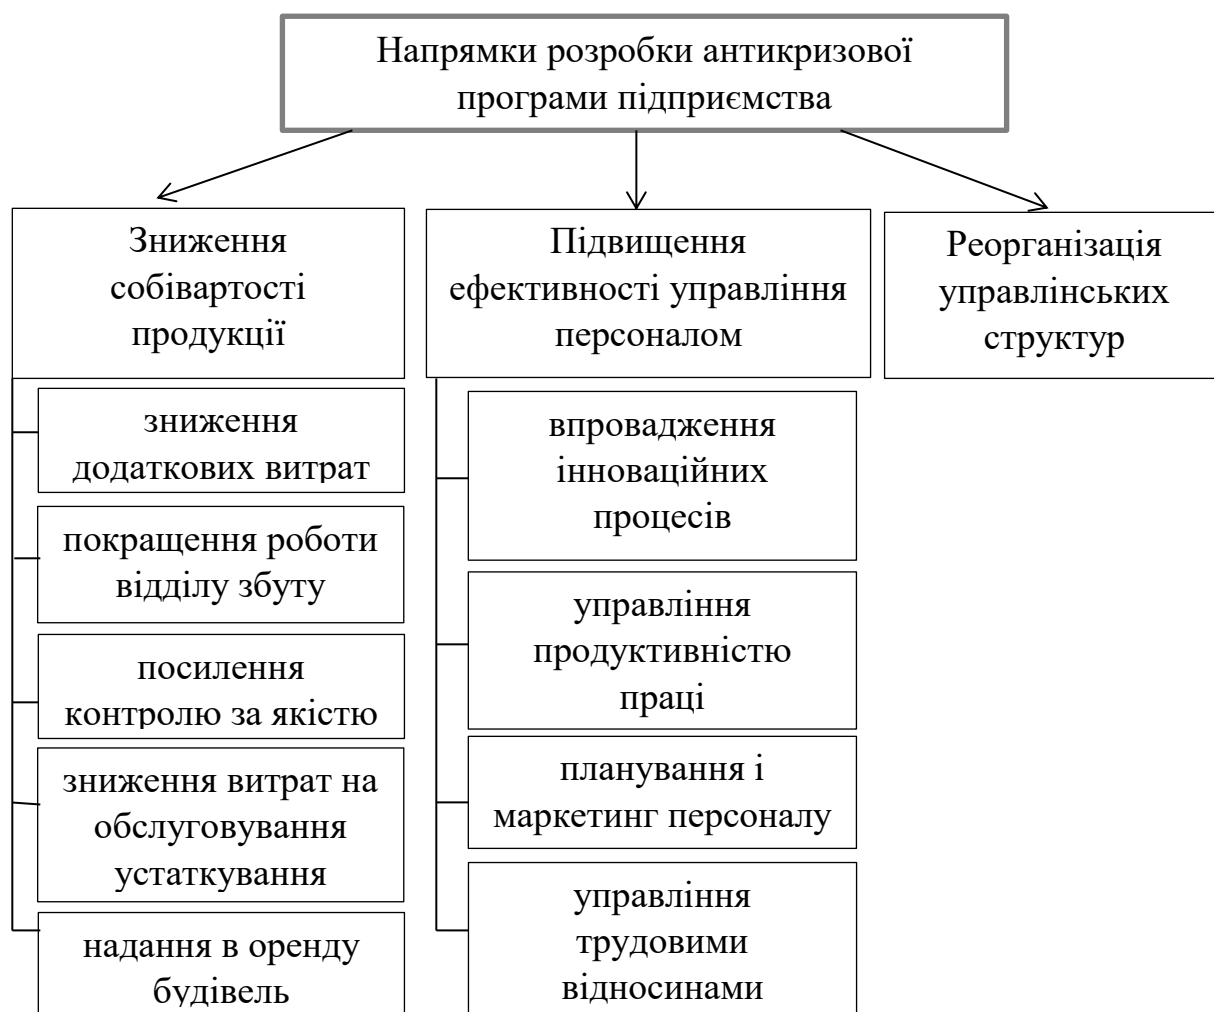 Напрямки розробки антикризової
програми підприємства
Зниження
собівартості
продукції
зниження
додаткових витрат
покращення роботи
відділу збуту
посилення
контролю за якістю
зниження витрат на
обслуговування
устаткування
надання в оренду
будівель
Підвищення
ефективності управління
персоналом
впровадження
інноваційних
процесів
управління
продуктивністю
праці
планування і
маркетинг персоналу
управління
трудовими
відносинами
Реорганізація
управлінських
структур